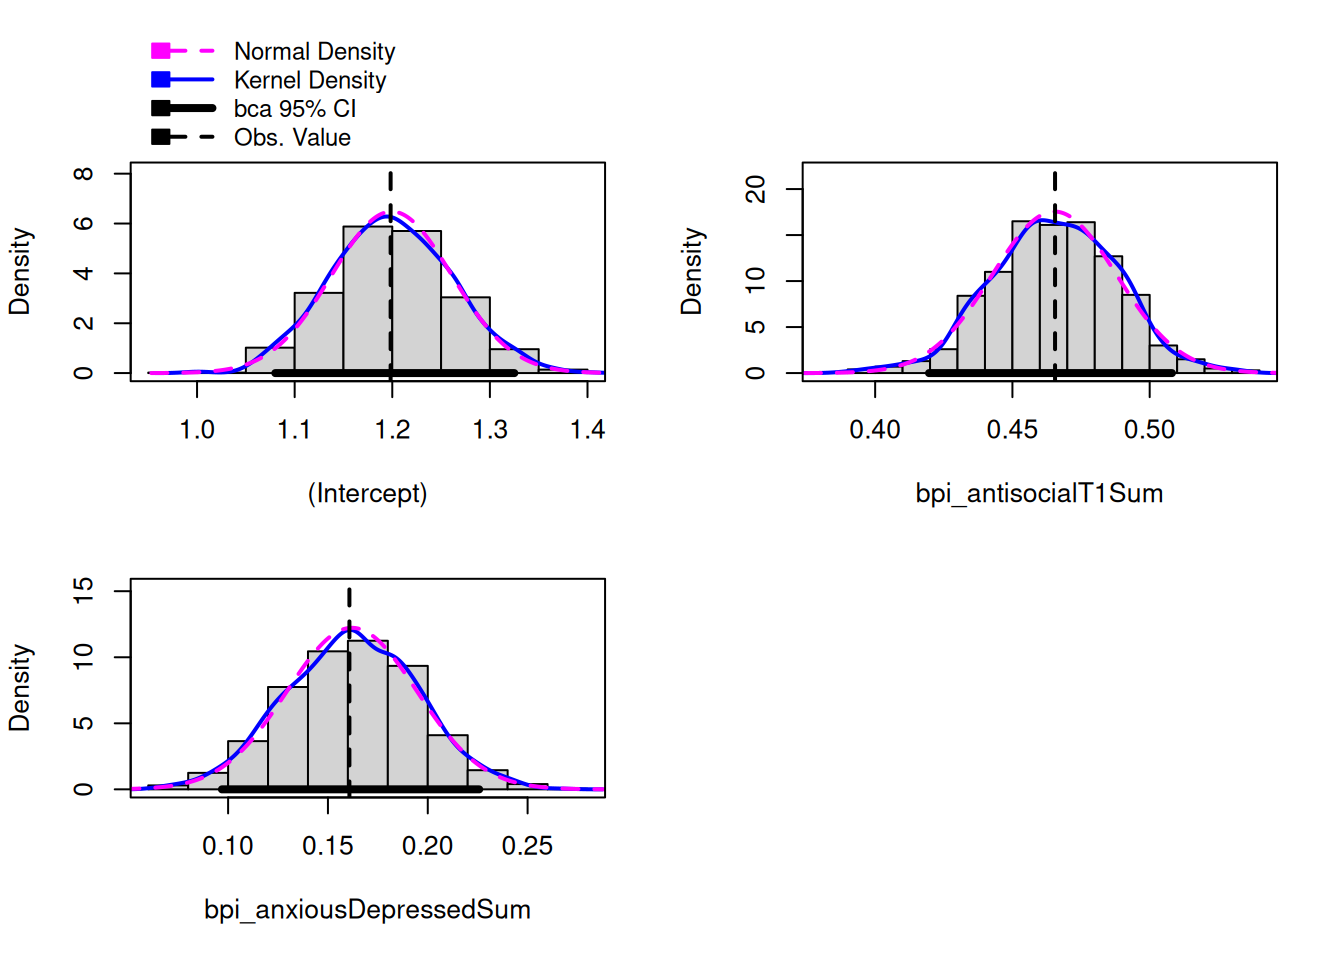 Normal Density
Kernel Density
bca 95% CI
Obs. Value
Density
8
6
4
2
0
1.0 1.1 1.2 1.3 1.4
(Intercept)
Density
20
10
5
0
0.40 0.45 0.50
bpi_antisocialT1Sum
Density
15
10
5
0
0.10 0.15 0.20 0.25
bpi_anxiousDepressedSum